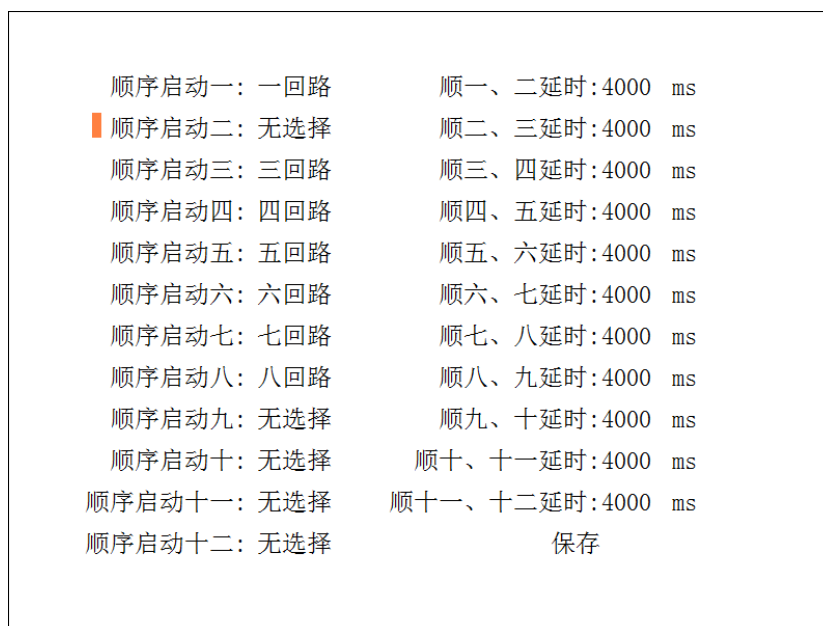 顺序启动一: 一回路 顺一、二延时:4000 ms
顺序启动二: 无选择 顺二、三延时:4000 ms
顺序启动三: 三回路 顺三、四延时:4000 ms
顺序启动四: 四回路 顺四、五延时:4000 ms
顺序启动五: 五回路 顺五、六延时:4000 ms
顺序启动六: 六回路 顺六、七延时:4000 ms
顺序启动七: 七回路 顺七、八延时:4000 ms
顺序启动八: 八回路 顺八、九延时:4000 ms
顺序启动九: 无选择 顺九、十延时:4000 ms
顺序启动十: 无选择 顺十、十一延时:4000 ms
顺序启动十一: 无选择 顺十一、十二延时:4000 ms
顺序启动十二: 无选择 保存